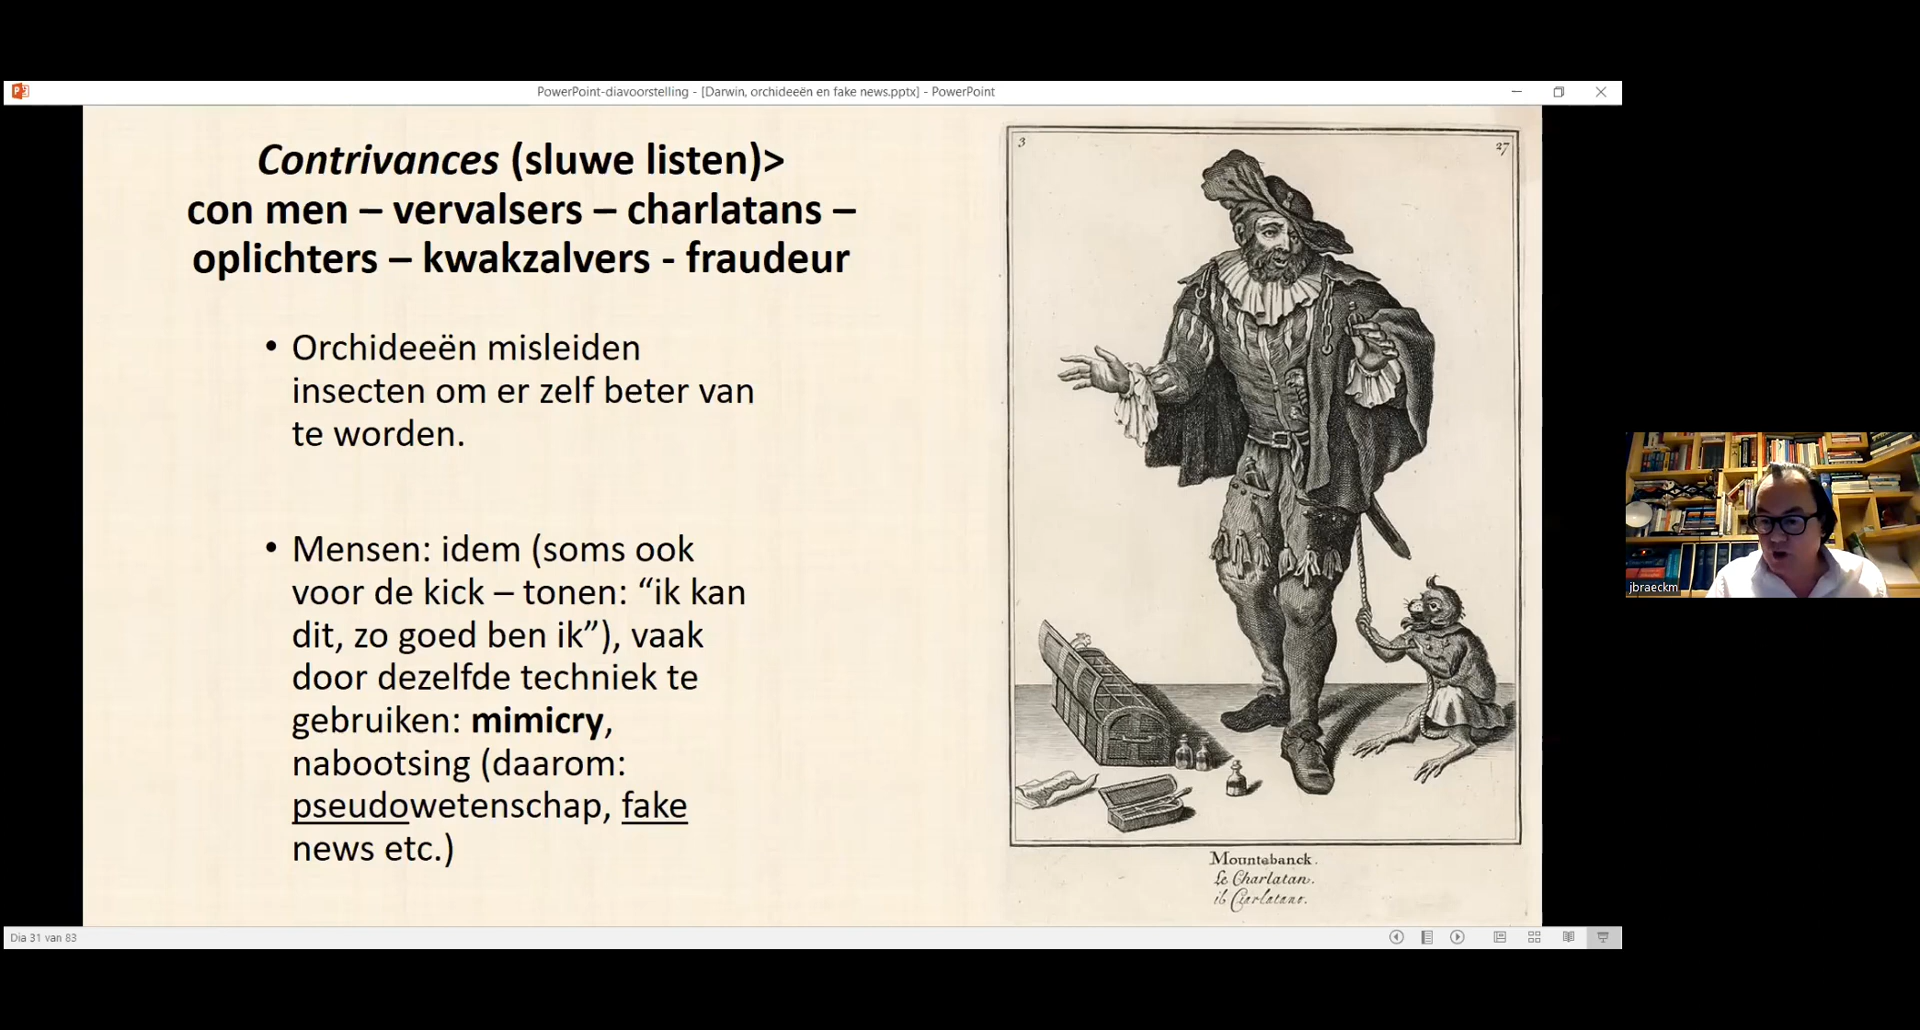 PowerPoint-diavoorstelling - [Darwin, orchideeën en fake news.pptx] - PowerPoint
Contrivances (sluwe listen)>
con men – vervalsers – charlatans –
oplichters – kwakzalvers - fraudeur
• Orchideeën misleiden
insecten om er zelf beter van
te worden.
• Mensen: idem (soms ook
voor de kick – tonen: “ik kan
dit, zo goed ben ik”), vaak
door dezelfde techniek te
gebruiken: mimicry,
nabootsing (daarom:
pseudowetenschap, fake
news etc.)
3
27
Mountebanck.
Le Charlatan.
il Ciarlatano.
jbraeckm
Dia 31 van 83